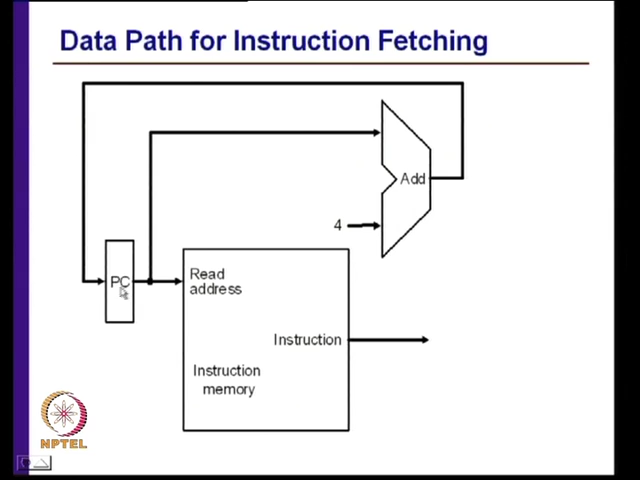 Data Path for Instruction Fetching
Add
4
PC
Read
address
Instruction
Instruction
memory
NPTEL